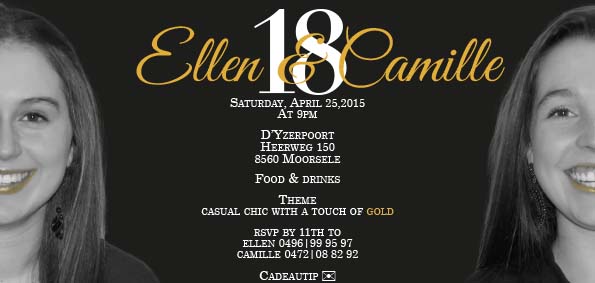 18
Ellen & Camille
Saturday, April 25,2015
At 9pm
D'Yzerpoort
Heerweg 150
8560 Moorsele
Food & drinks
Theme
casual chic with a touch of gold
rsvp by 11th to
ellen 0496|99 95 97
camille 0472|08 82 92
Cadeautip ✉